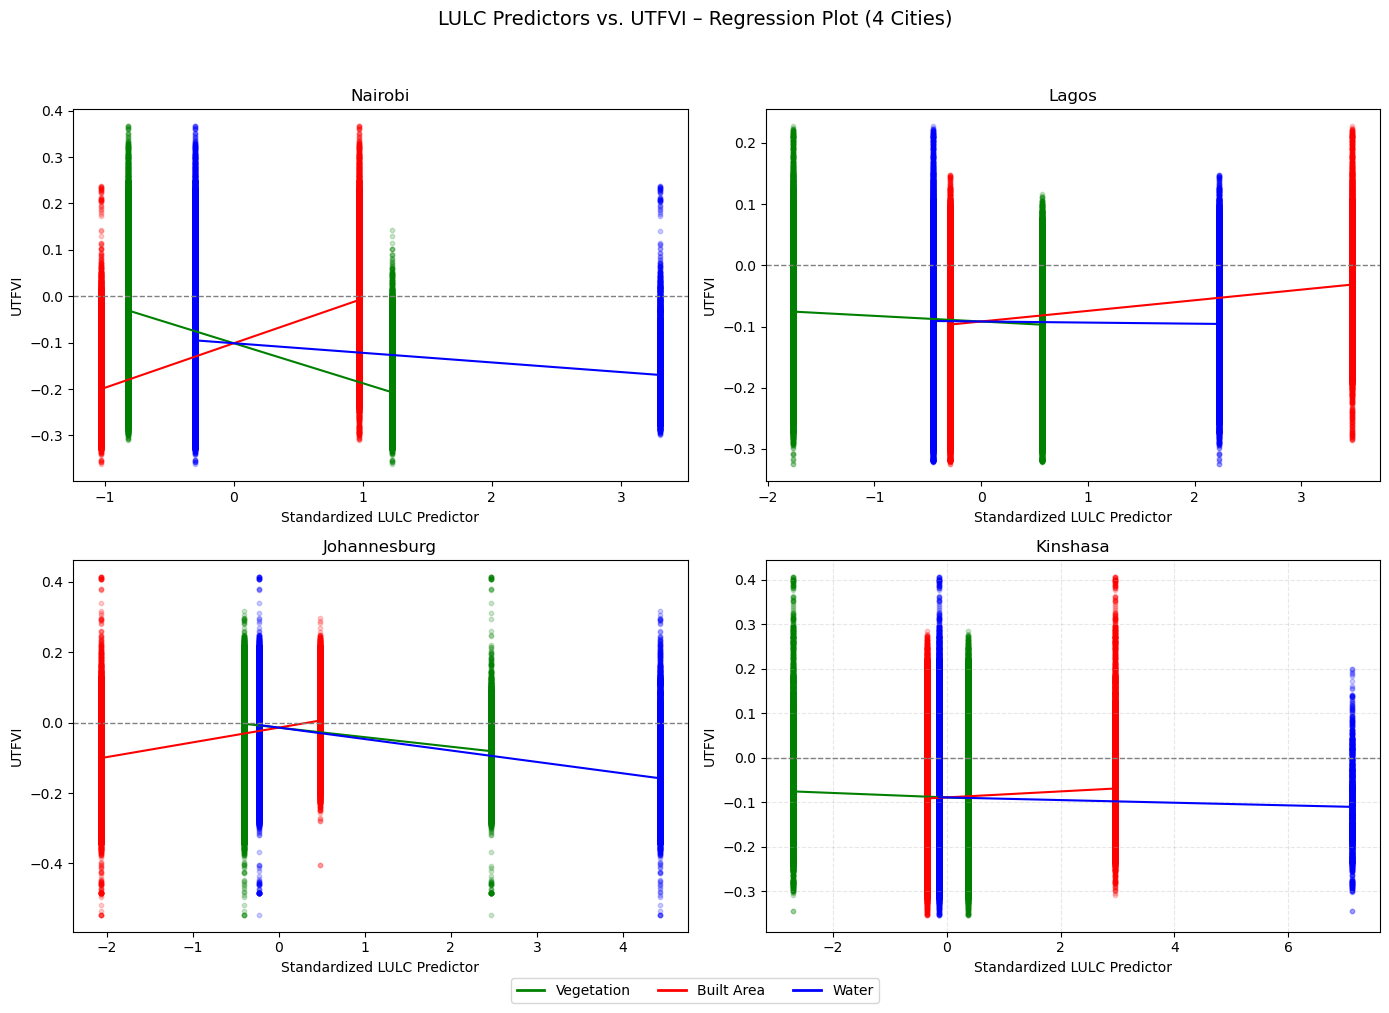 LULC Predictors vs. UTFVI – Regression Plot (4 Cities)
Nairobi
0.4
0.3
0.2
0.1
0.0
−0.1
−0.2
−0.3
UTFVI
−1 0 1 2 3
Standardized LULC Predictor
Lagos
0.2
0.1
0.0
−0.1
−0.2
−0.3
UTFVI
−2 −1 0 1 2 3
Standardized LULC Predictor
Johannesburg
0.4
0.2
0.0
−0.2
−0.4
UTFVI
−2 −1 0 1 2 3 4
Standardized LULC Predictor
Kinshasa
0.4
0.3
0.2
0.1
0.0
−0.1
−0.2
−0.3
UTFVI
−2 0 2 4 6
Standardized LULC Predictor
Vegetation Built Area Water